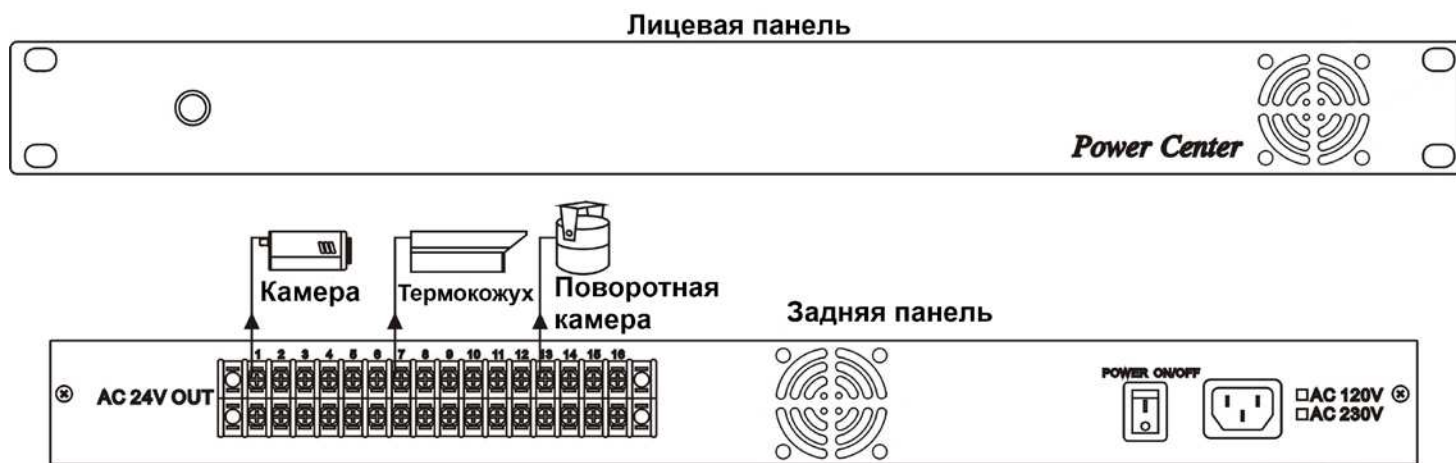 Лицевая панель
Power Center
Камера
Термокожух
Поворотная
камера
Задняя панель
1 2 3 4 5 6 7 8 9 10 11 12 13 14 15 16
AC 24V OUT
POWER ON/OFF
□AC 120V
□AC 230V